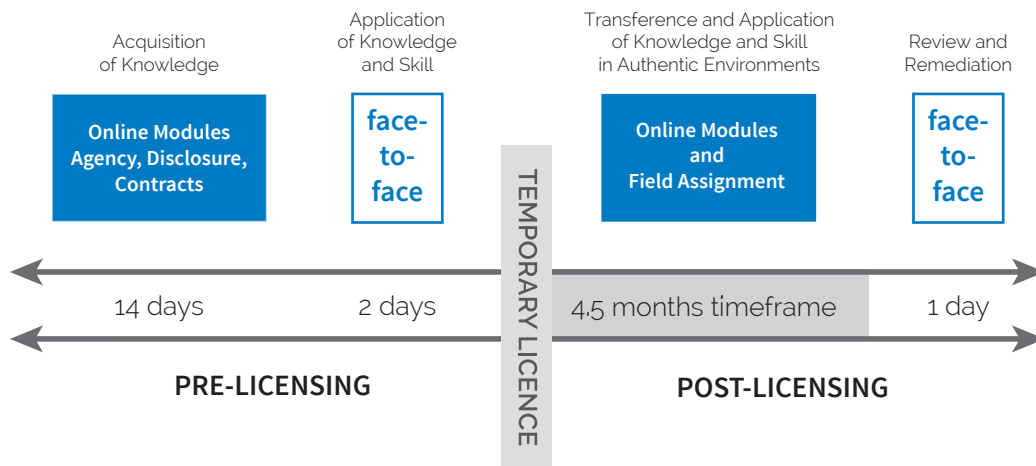 Acquisition
of Knowledge
Application
of Knowledge
and Skill
Transference and Application
of Knowledge and Skill
in Authentic Environments
Review and
Remediation
Online Modules
Agency, Disclosure,
Contracts
face-
to-
face
Online Modules
and
Field Assignment
face-
to-
face
TEMPORARY LICENCE
14 days
2 days
4.5 months timeframe
1 day
PRE-LICENSING
POST-LICENSING